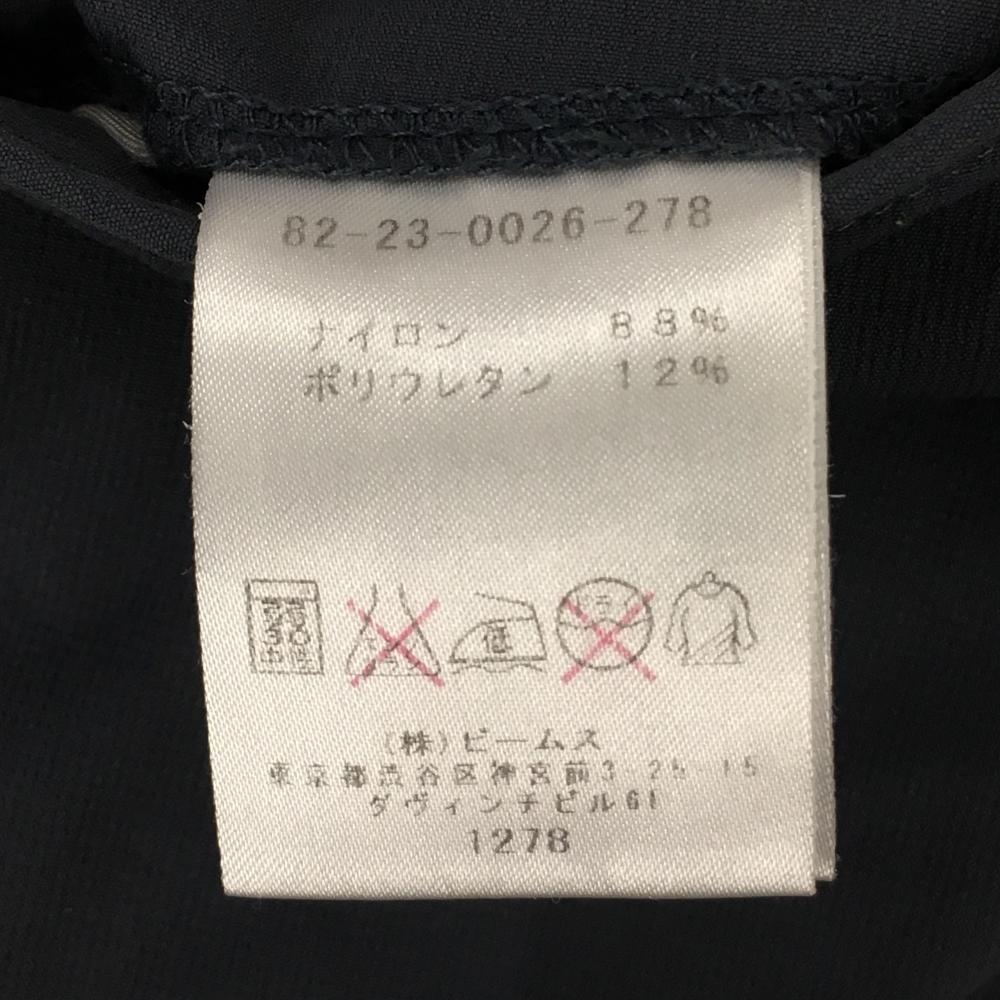 82-23-0026-278
ナイロン 88%
ポリウレタン 12%
低
(株)ビームス
東京都渋谷区神宮前3-25-15
ダヴィンチビル61
1278